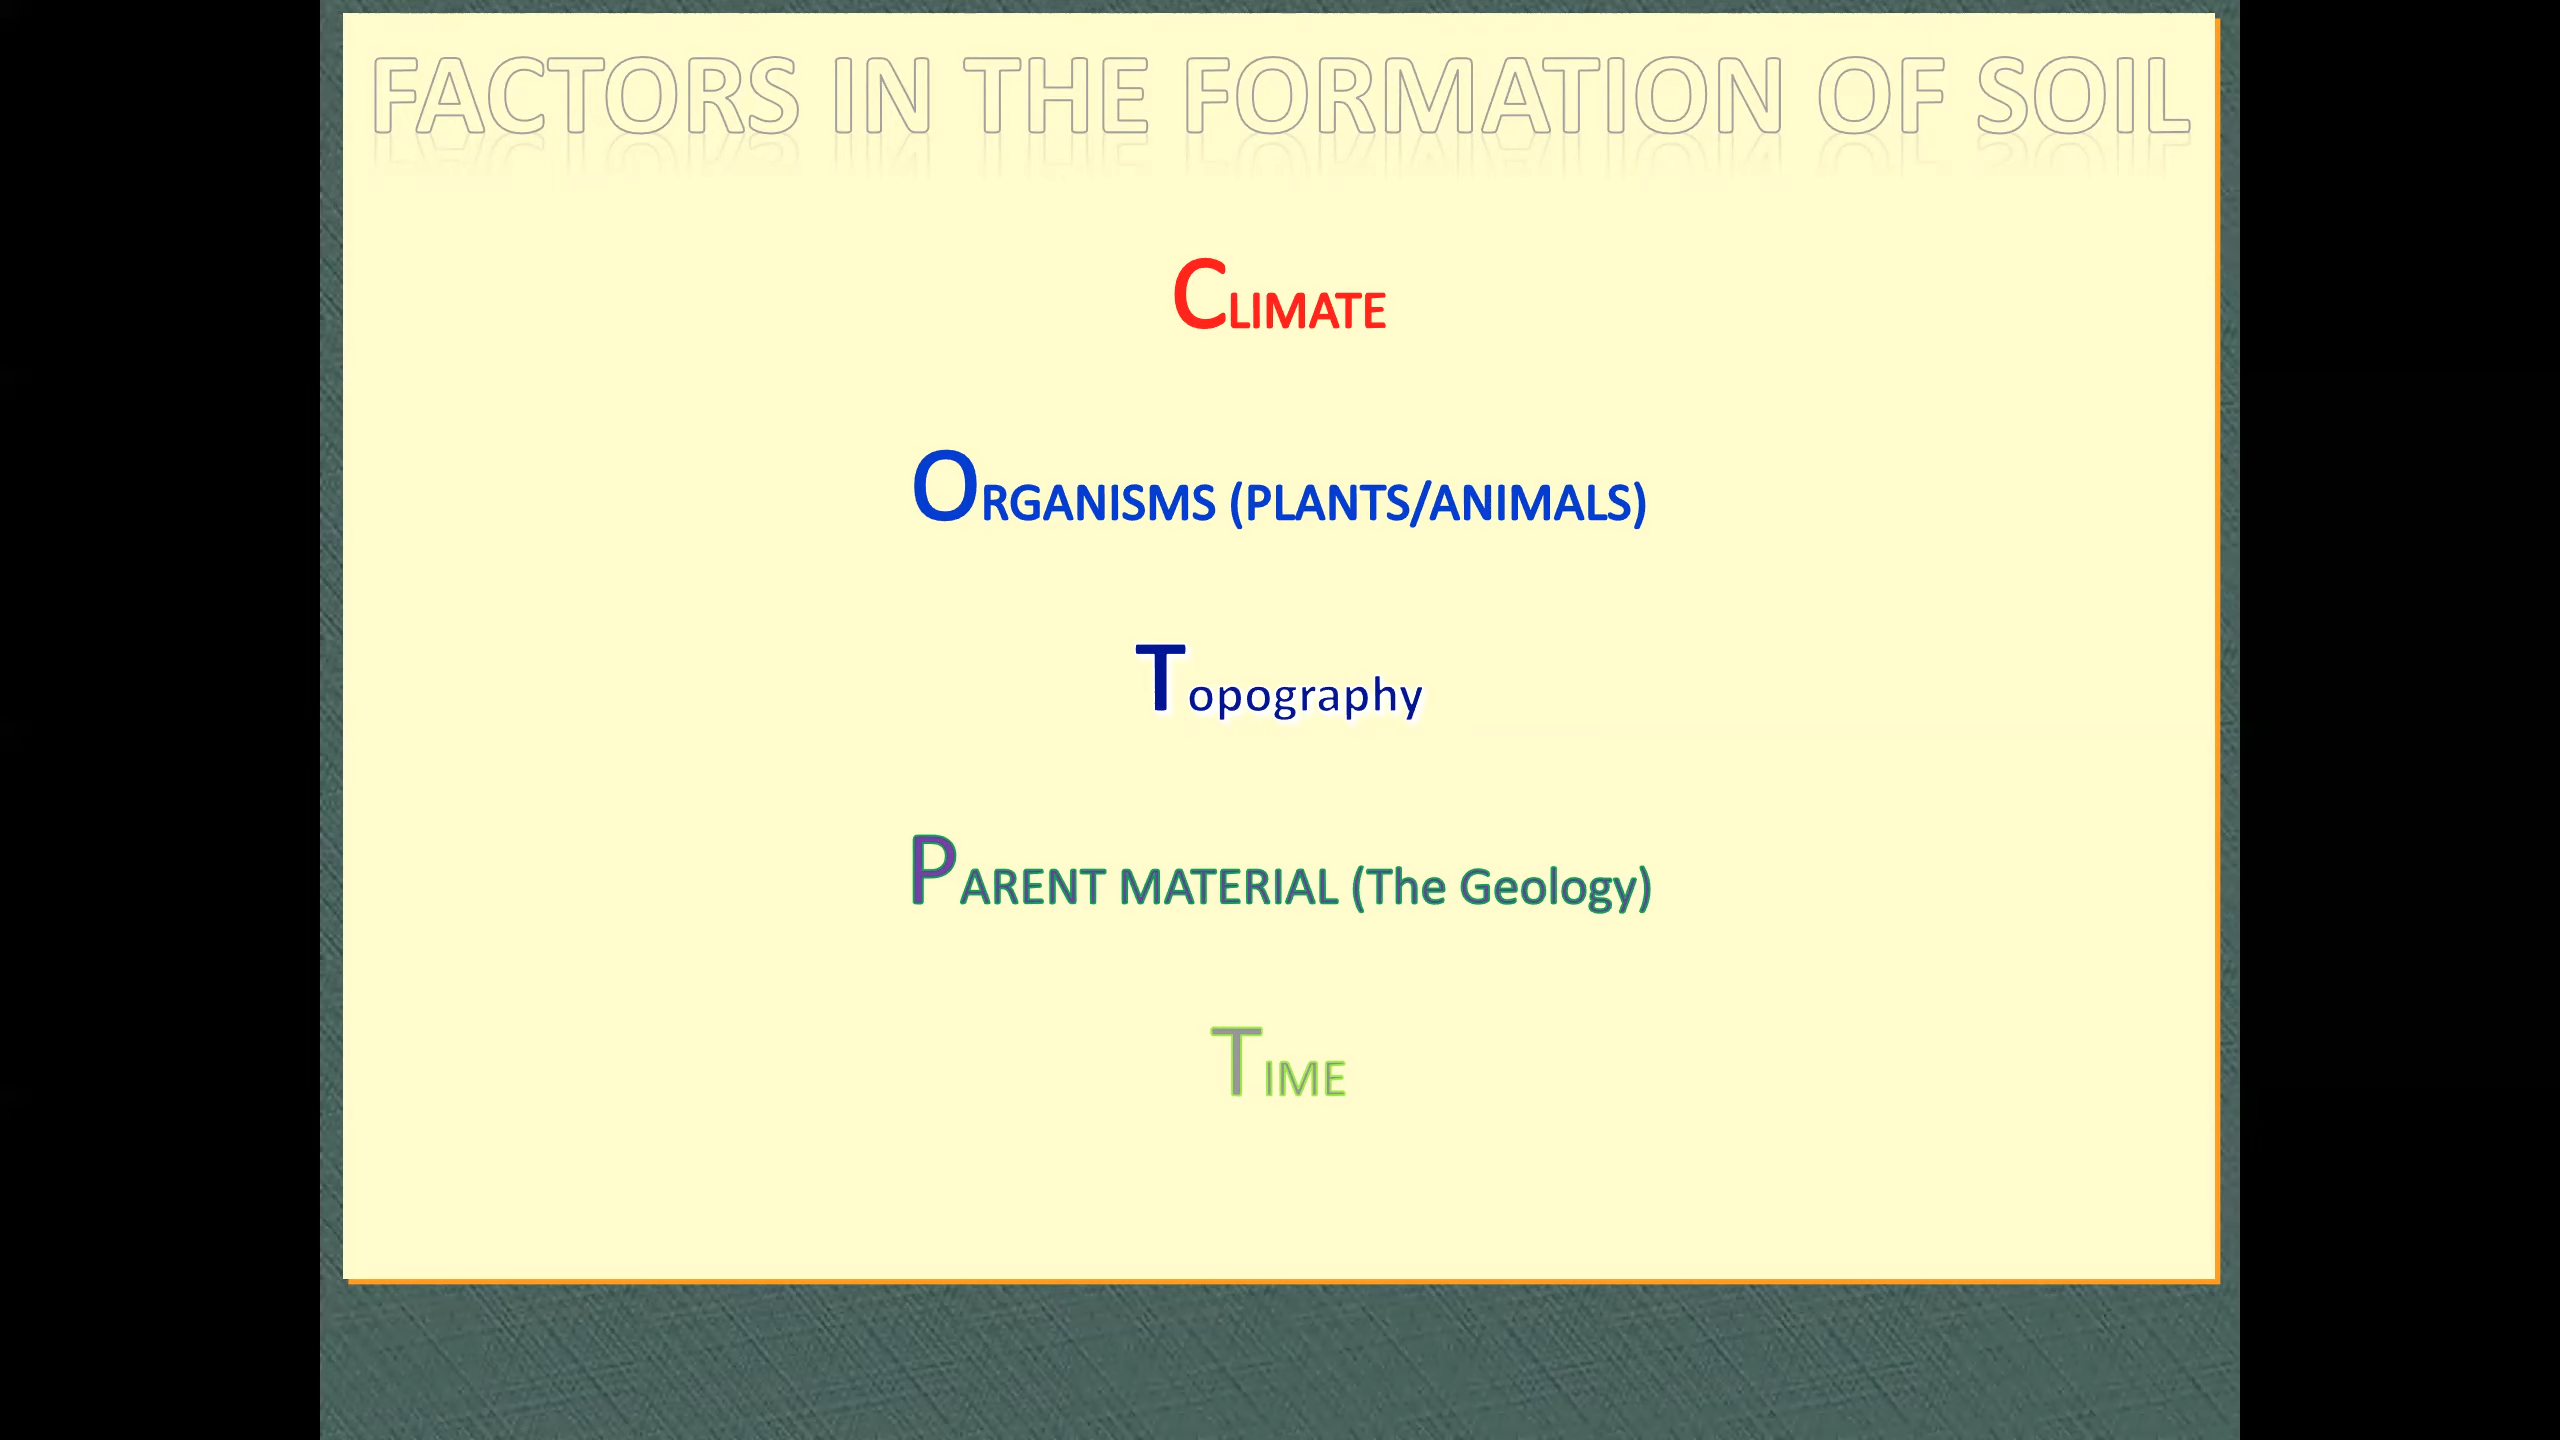 FACTORS IN THE FORMATION OF SOIL
CLIMATE
ORGANISMS (PLANTS/ANIMALS)
Topography
PARENT MATERIAL (The Geology)
TIME